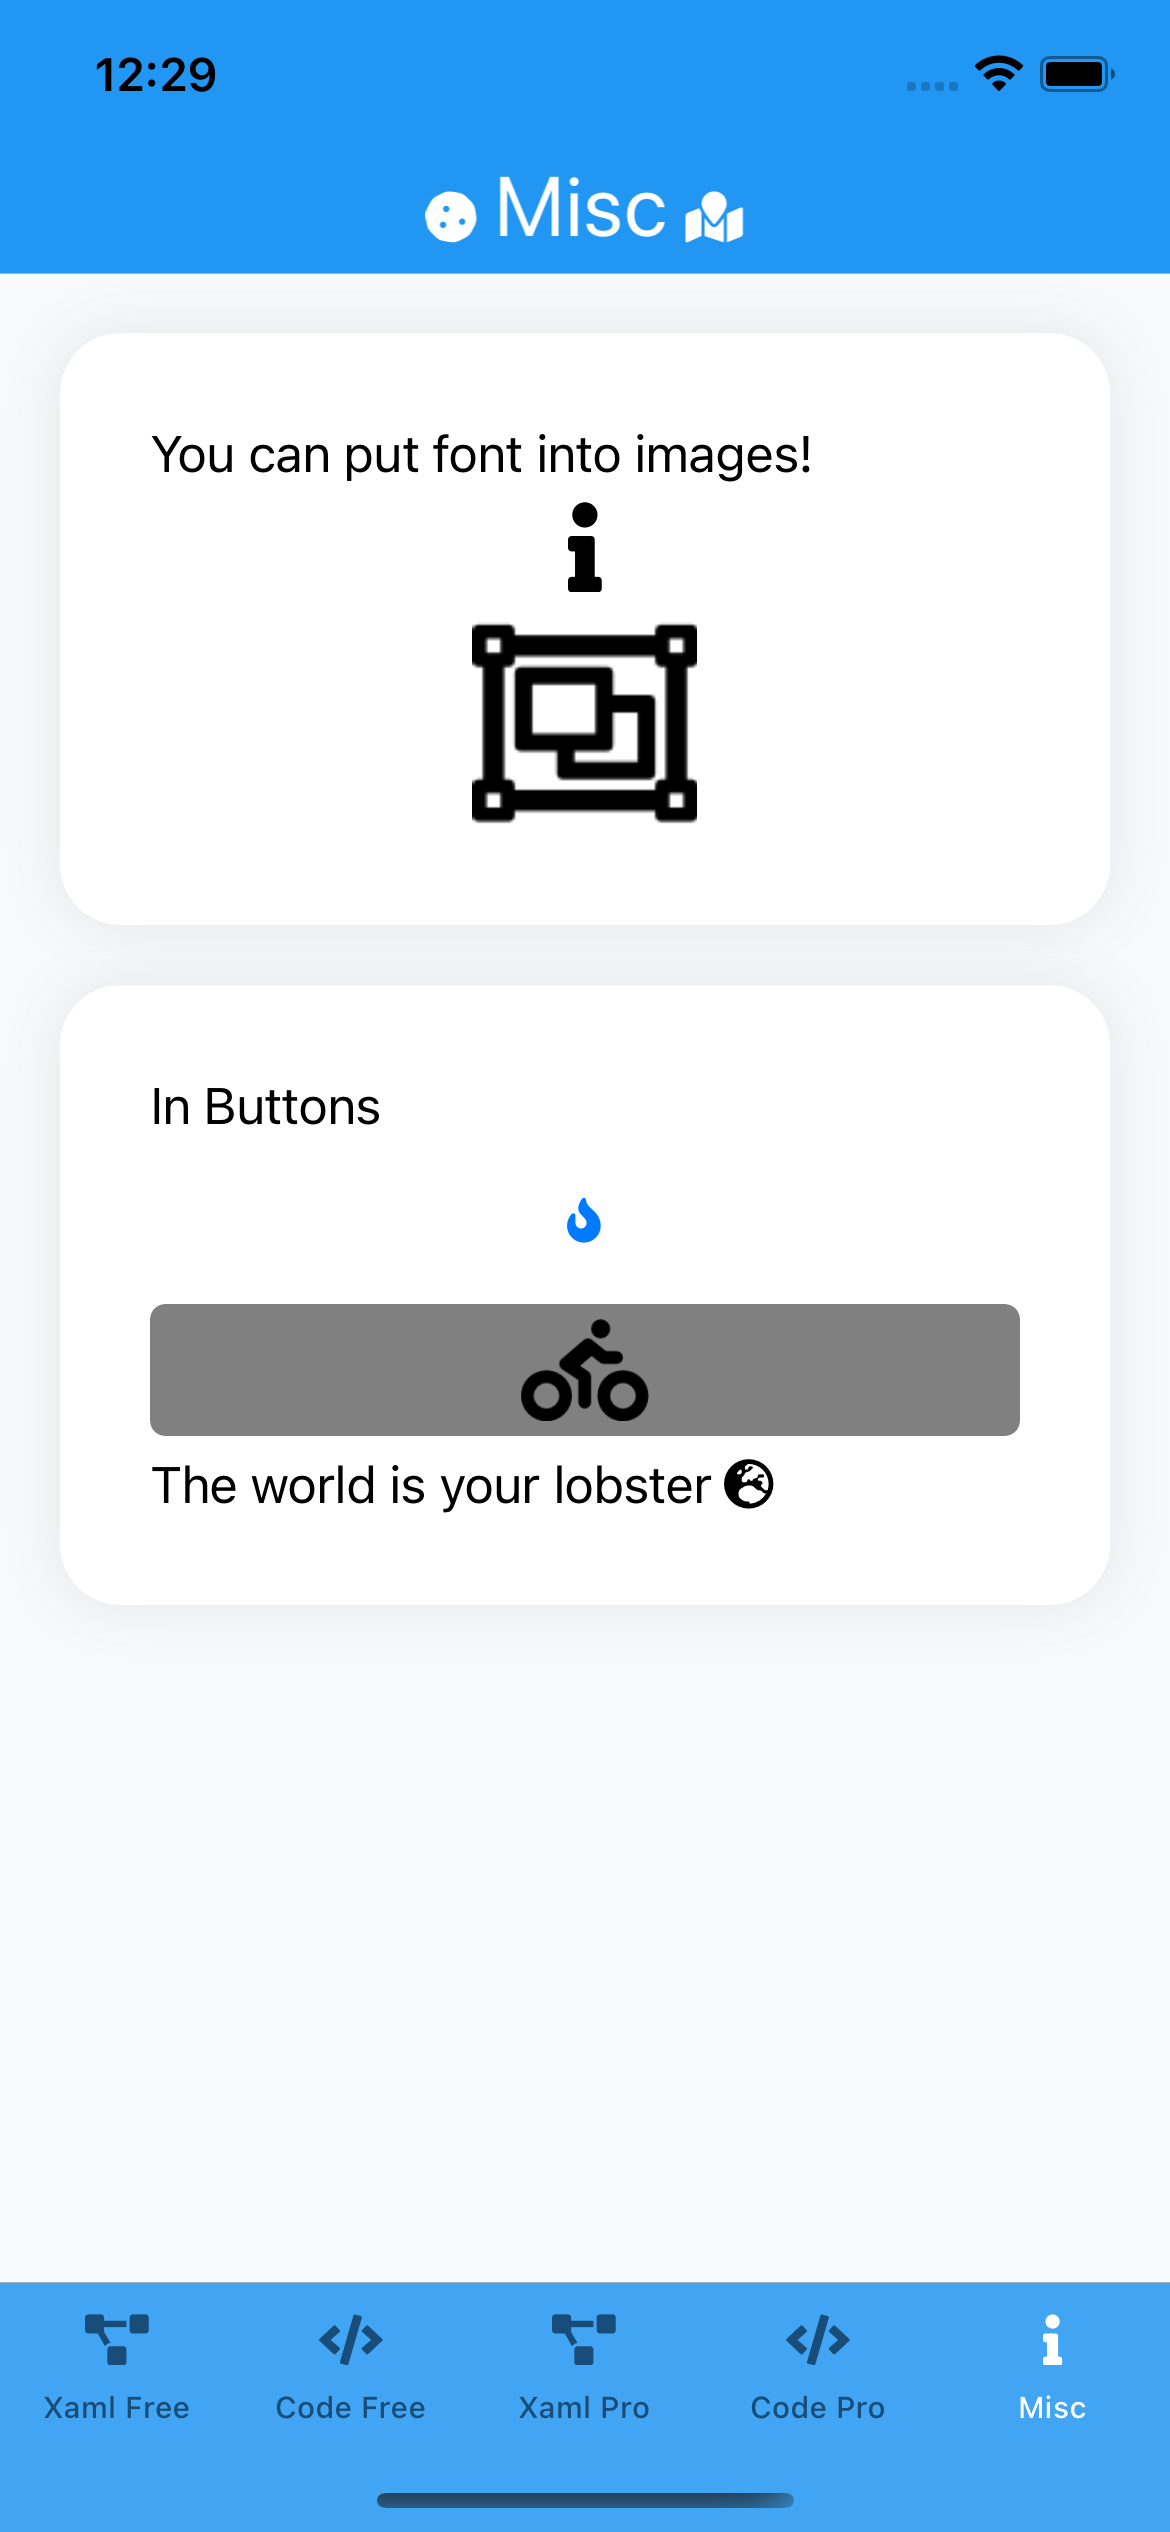 12:29
Misc
You can put font into images!
In Buttons
The world is your lobster
Xaml Free
Code Free
Xaml Pro
Code Pro
Misc